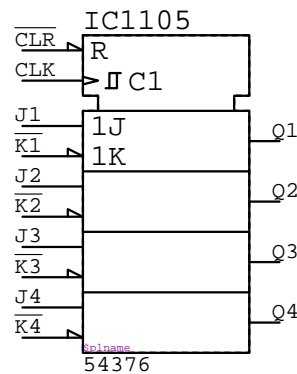 IC1105
CLR
R
CLK
C1
J1
1J
Q1
K1
1K
J2
Q2
K2
J3
Q3
K3
J4
Q4
K4
$plname
54376